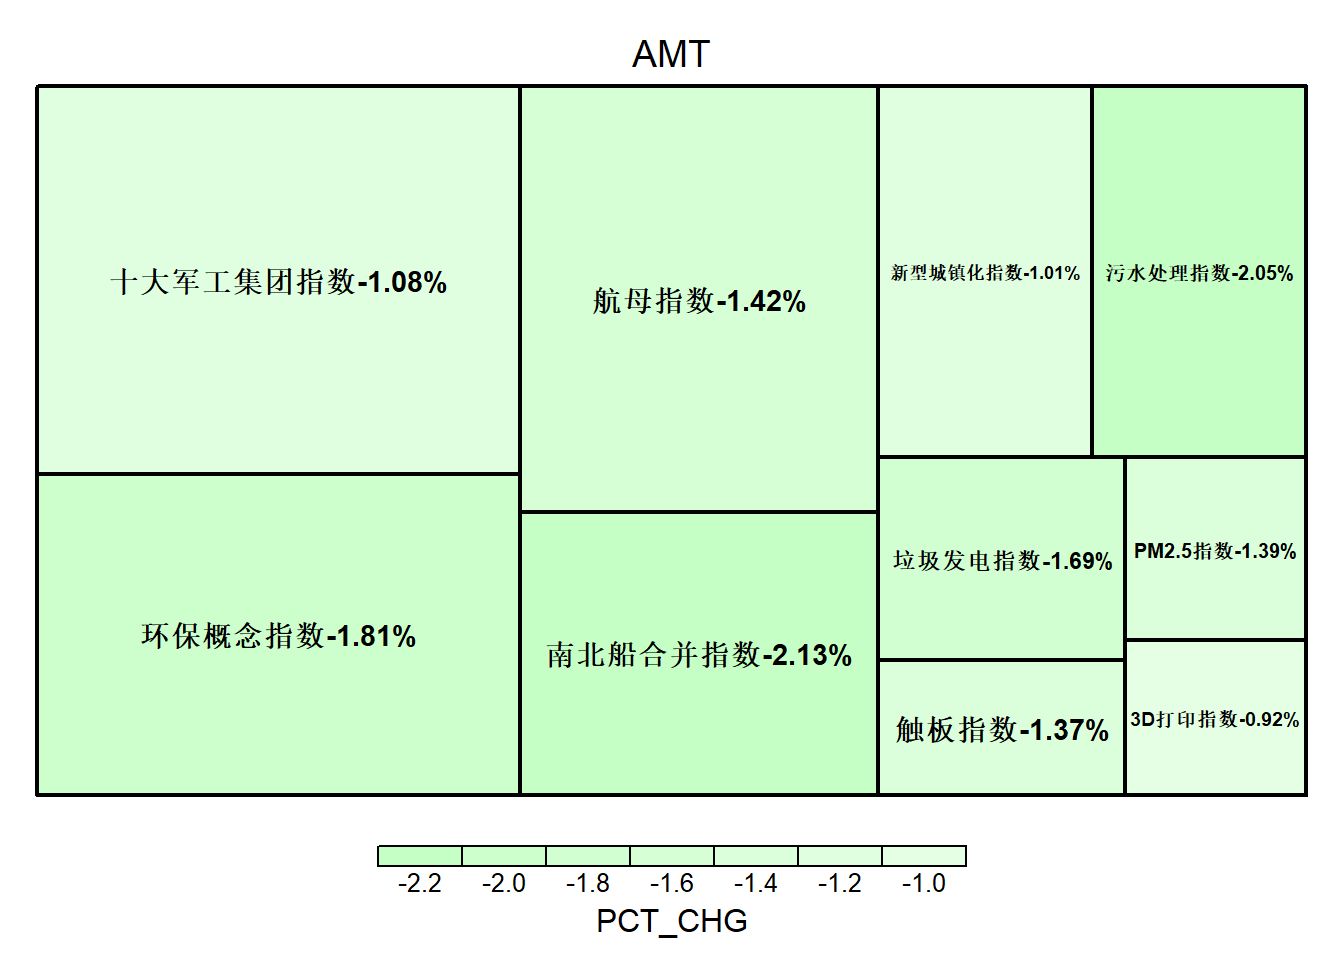 AMT
十大军工集团指数-1.08%
航母指数-1.42%
新型城镇化指数-1.01%
污水处理指数-2.05%
环保概念指数-1.81%
南北船合并指数-2.13%
垃圾发电指数-1.69%
PM2.5指数-1.39%
触板指数-1.37%
3D打印指数-0.92%
-2.2 -2.0 -1.8 -1.6 -1.4 -1.2 -1.0
PCT_CHG